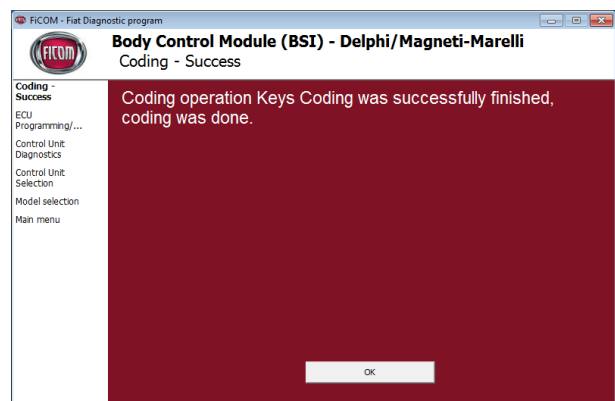 FiCOM - Fiat Diagnostic program
FICOM
Body Control Module (BSI) - Delphi/Magneti-Marelli
Coding - Success
Coding -
Success
ECU
Programming/...
Control Unit
Diagnostics
Control Unit
Selection
Model selection
Main menu
Coding operation Keys Coding was successfully finished,
coding was done.
OK